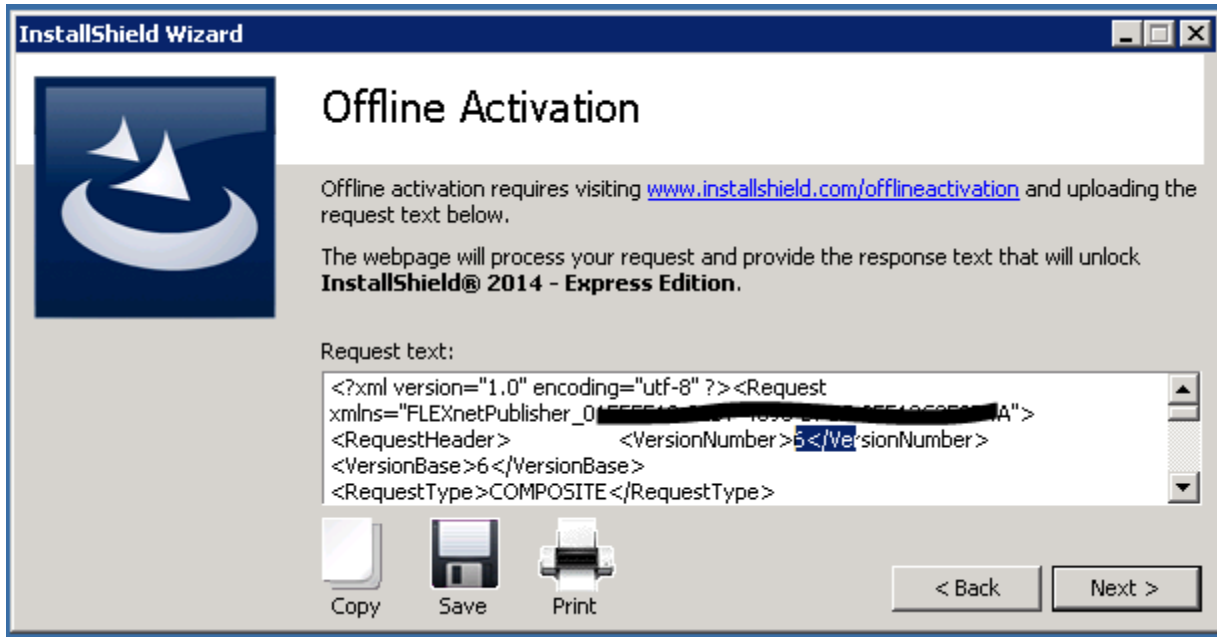 InstallShield Wizard
Offline Activation
Offline activation requires visiting www.installshield.com/offlineactivation and uploading the
request text below.
The webpage will process your request and provide the response text that will unlock
InstallShield® 2014 - Express Edition.
Request text:
<?xml version="1.0" encoding="utf-8" ?><Request
xmlns="FLEXnetPublisher_
<RequestHeader> <VersionNumber>6</VersionNumber>
<VersionBase>6</VersionBase>
<RequestType>COMPOSITE</RequestType>
Copy Save Print
< Back Next >